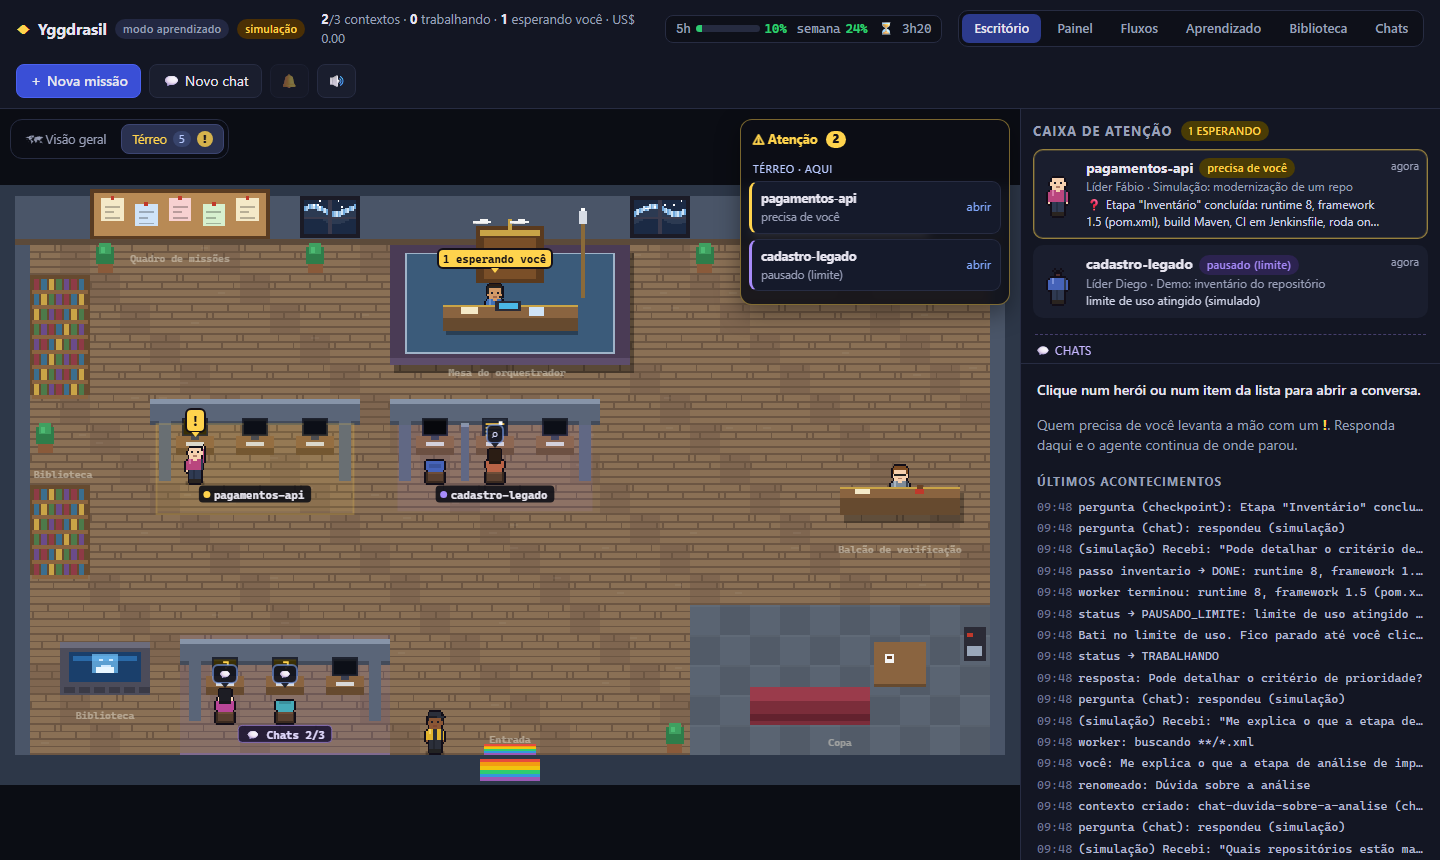 Yggdrasil
modo aprendizado
simulação
2/3 contextos · 0 trabalhando · 1 esperando você · US$
0.00
5h 10% semana 24% 3h20
Escritório
Painel
Fluxos
Aprendizado
Biblioteca
Chats
+ Nova missão
Novo chat
Visão geral
Térreo 5 !
Atenção 2
TÉRREO · AQUI
pagamentos-api
precisa de você
abrir
cadastro-legado
pausado (limite)
abrir
Quadro de missões
1 esperando você
Mesa do orquestrador
!
Biblioteca
pagamentos-api
cadastro-legado
Balcão de verificação
Biblioteca
Chats 2/3
Entrada
Copa
CAIXA DE ATENÇÃO 1 ESPERANDO
pagamentos-api precisa de você agora
Líder Fábio · Simulação: modernização de um repo
❓ Etapa "Inventário" concluída: runtime 8, framework
1.5 (pom.xml), build Maven, CI em Jenkinsfile, roda on...
cadastro-legado pausado (limite) agora
Líder Diego · Demo: inventário do repositório
limite de uso atingido (simulado)
CHATS
Clique num herói ou num item da lista para abrir a conversa.
Quem precisa de você levanta a mão com um !. Responda
daqui e o agente continua de onde parou.
ÚLTIMOS ACONTECIMENTOS
09:48 pergunta (checkpoint): Etapa "Inventário" conclu…
09:48 pergunta (chat): respondeu (simulação)
09:48 (simulação) Recebi: "Pode detalhar o critério de…
09:48 passo inventario → DONE: runtime 8, framework 1.…
09:48 worker terminou: runtime 8, framework 1.5 (pom.x…
09:48 status → PAUSADO_LIMITE: limite de uso atingido …
09:48 Bati no limite de uso. Fico parado até você clic…
09:48 status → TRABALHANDO
09:48 resposta: Pode detalhar o critério de prioridade?
09:48 pergunta (chat): respondeu (simulação)
09:48 (simulação) Recebi: "Me explica o que a etapa de…
09:48 worker: buscando **/*.xml
09:48 você: Me explica o que a etapa de análise de imp…
09:48 renomeado: Dúvida sobre a análise
09:48 contexto criado: chat-duvida-sobre-a-analise (ch…
09:48 pergunta (chat): respondeu (simulação)
09:48 (simulação) Recebi: "Quais repositórios estão ma…